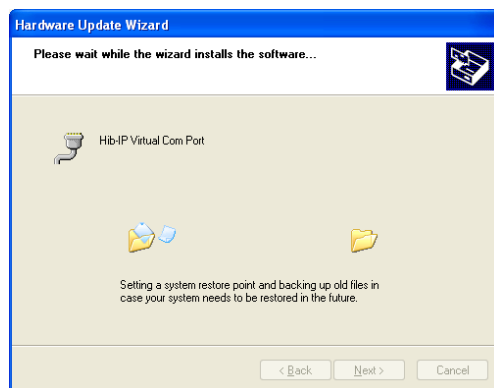 Hardware Update Wizard
Please wait while the wizard installs the software...
Hib-IP Virtual Com Port
Setting a system restore point and backing up old files in
case your system needs to be restored in the future.
< Back Next > Cancel